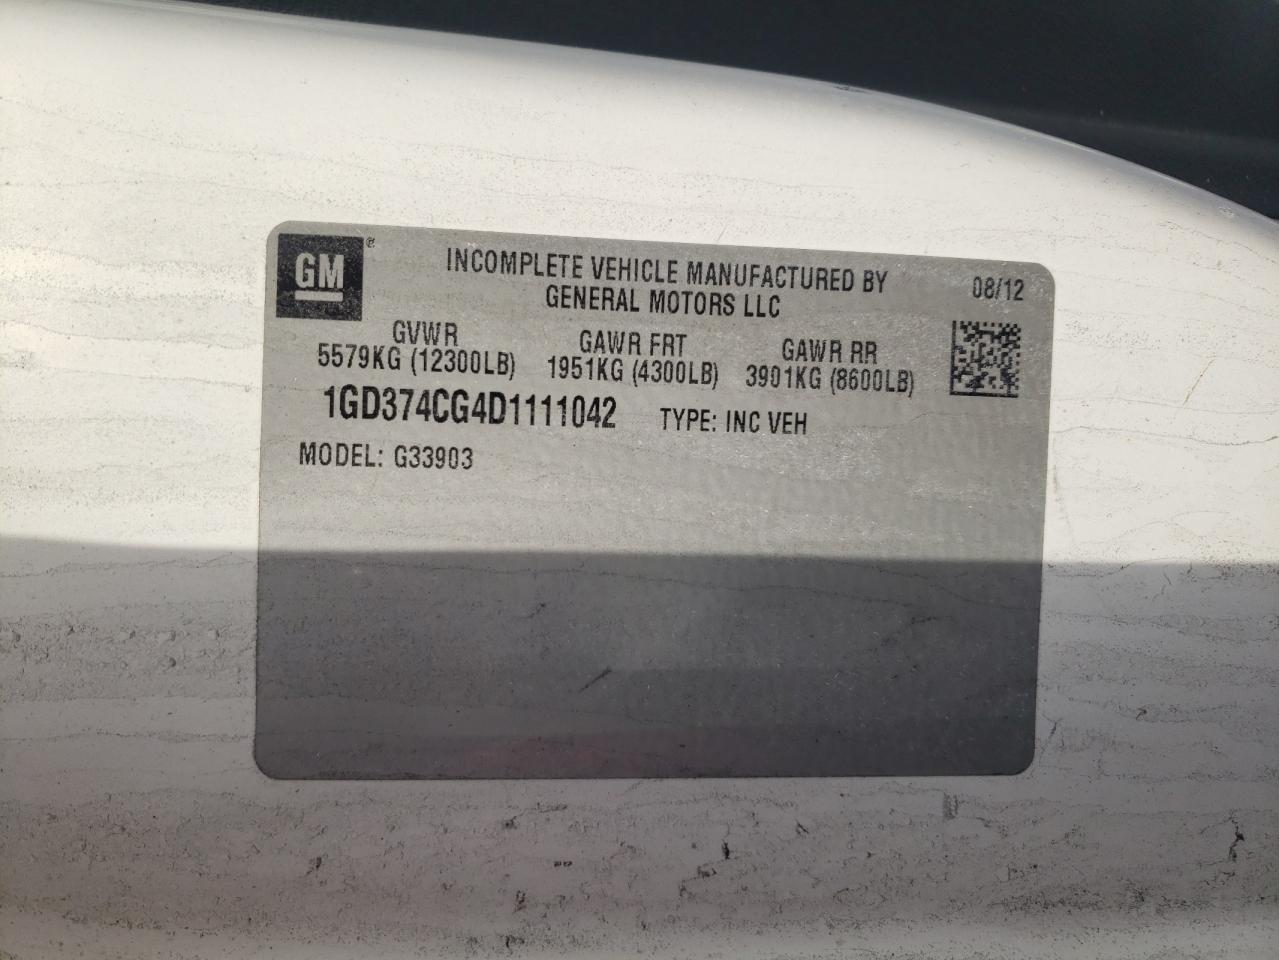 GM ®
INCOMPLETE VEHICLE MANUFACTURED BY
GENERAL MOTORS LLC
08/12
GVWR GAWR FRT GAWR RR
5579KG (12300LB) 1951KG (4300LB) 3901KG (8600LB)
1GD374CG4D1111042 TYPE: INC VEH
MODEL: G33903